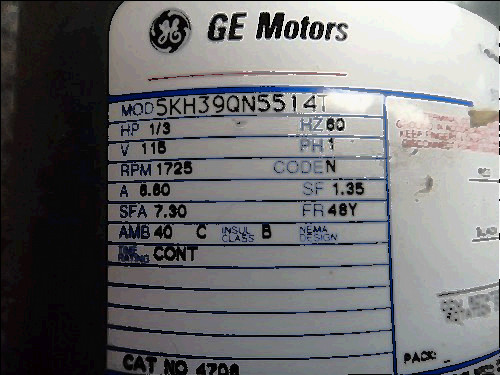 GE Motors
MOD 5KH39QN5514T
HP 1/3 HZ 60
V 115 PH 1
RPM 1725 CODE N
A 6.60 SF 1.35
SFA 7.30 FR 48Y
AMB 40 C INSUL CLASS B NEMA DESIGN
TIME RATING CONT
CAT NO 4708
PACK: